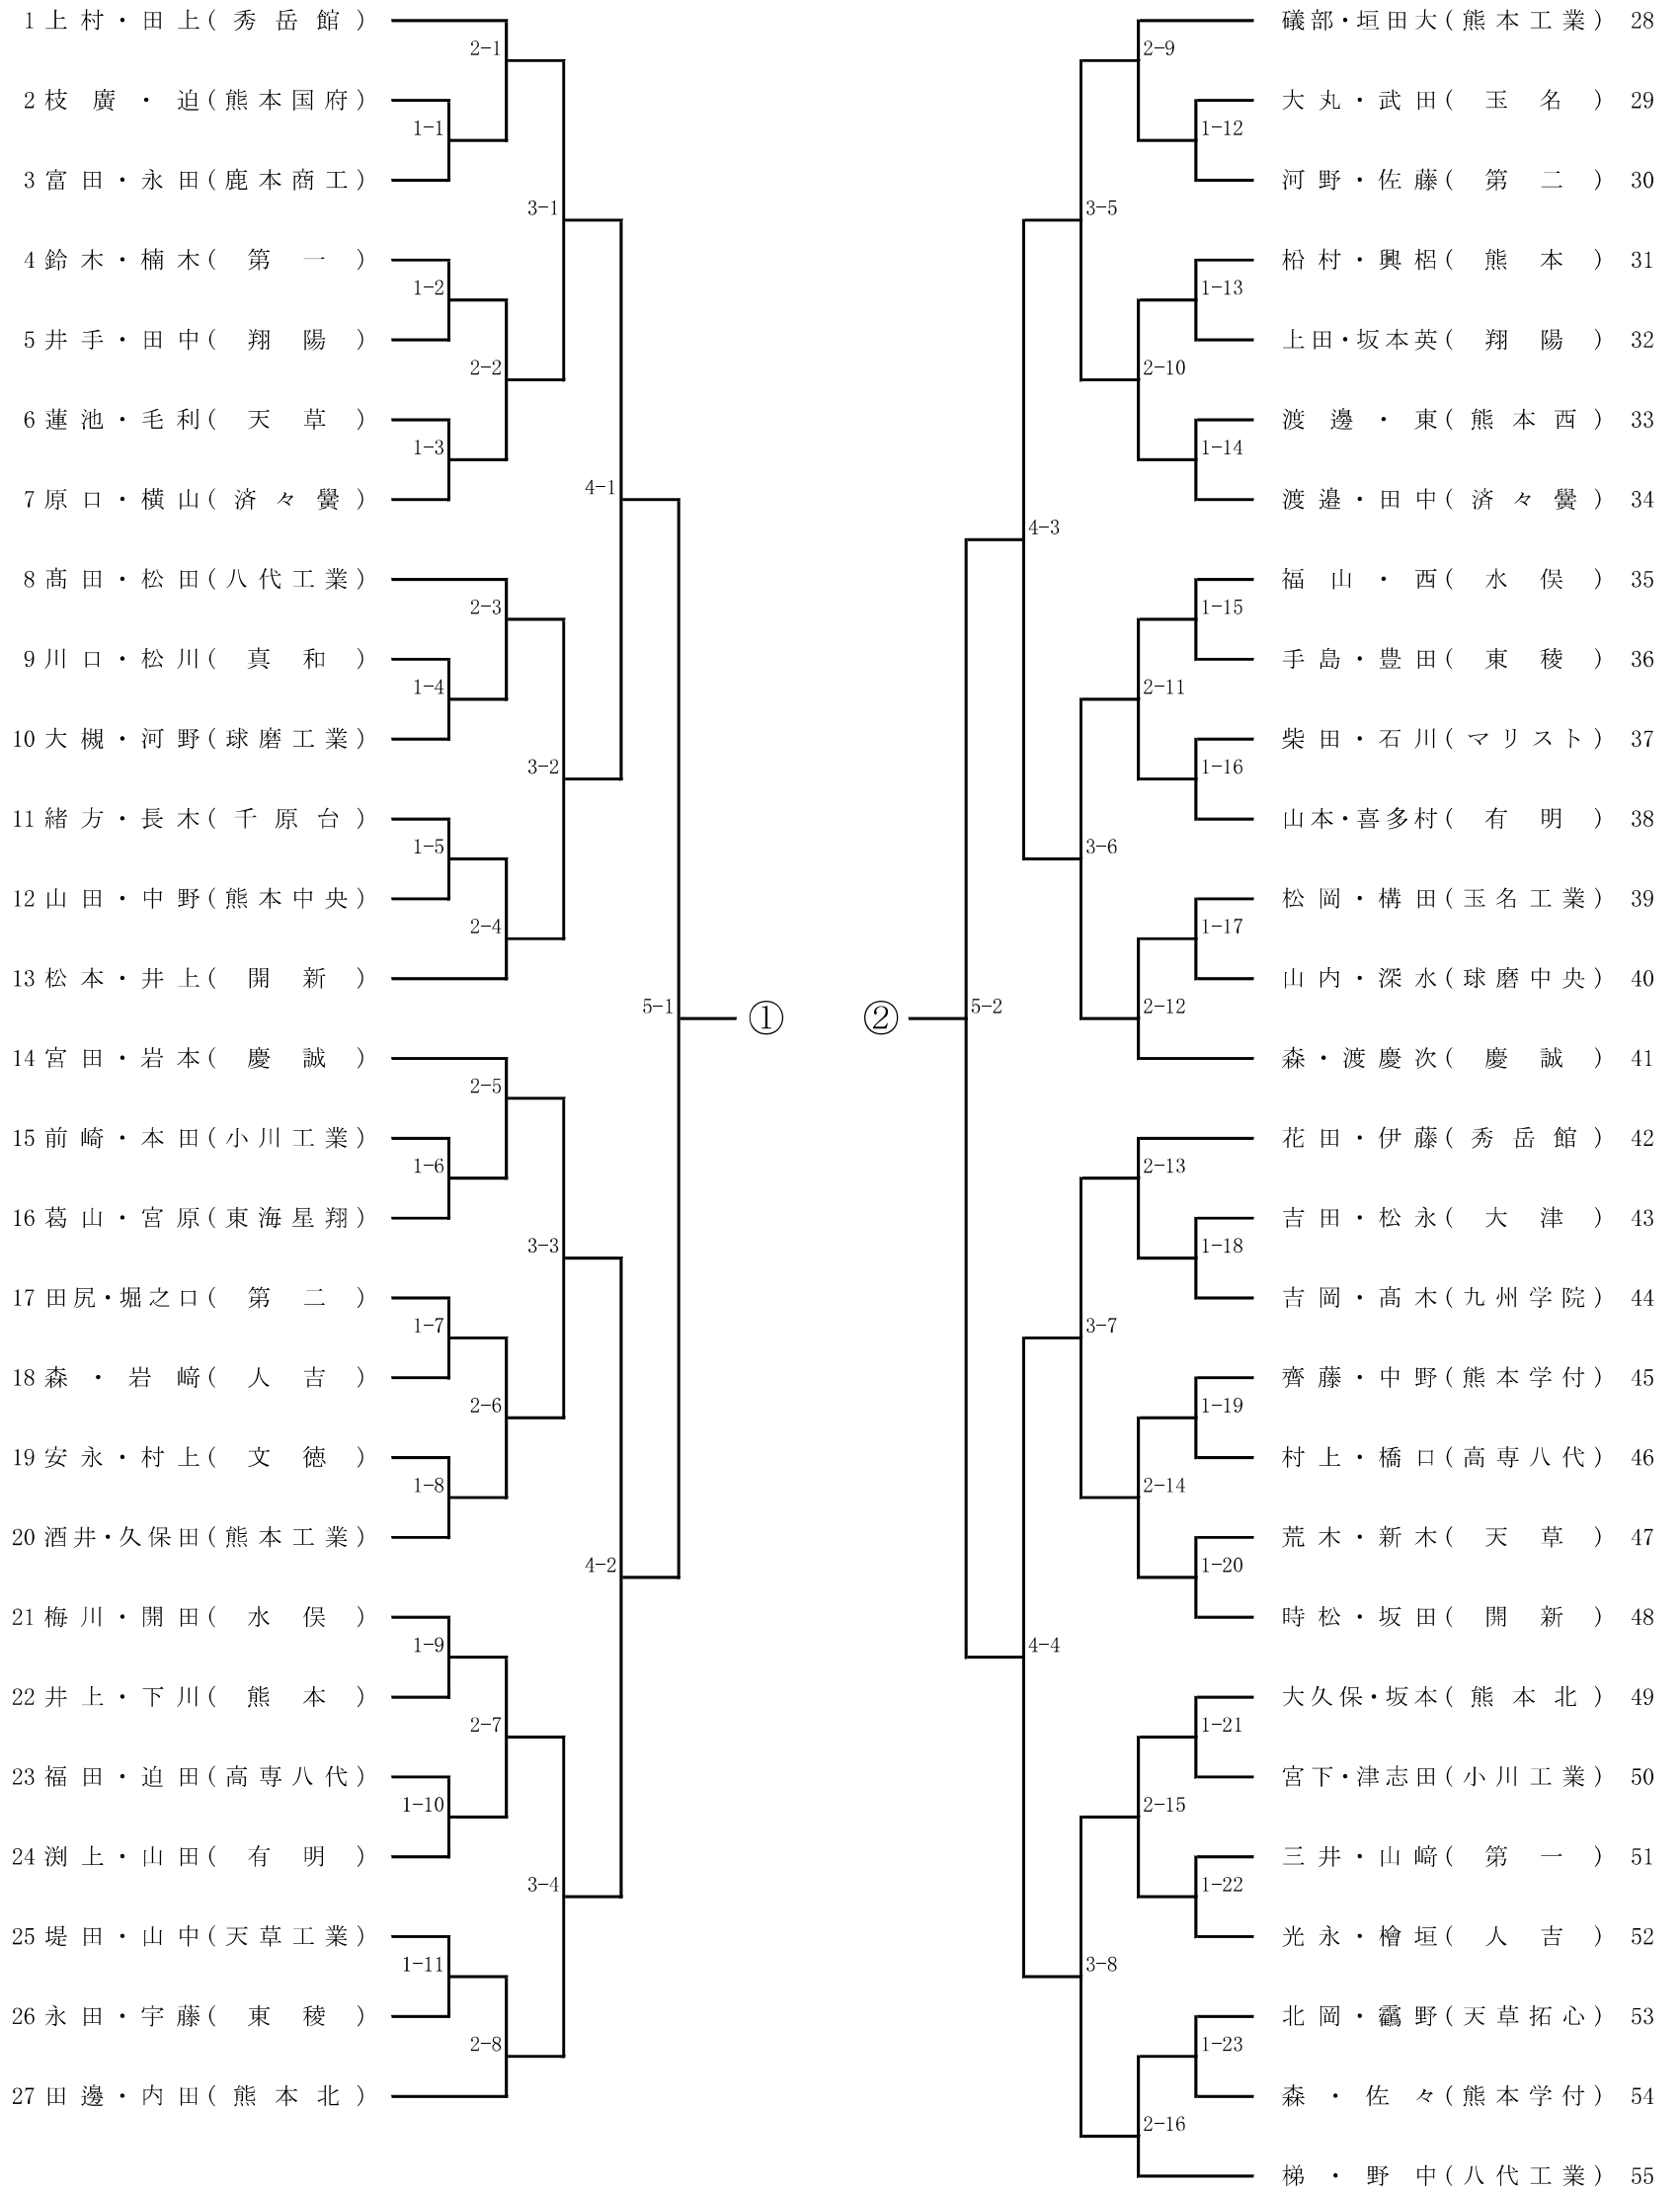 1 上村・田上(秀岳館)
2-1
2 枝廣・迫(熊本国府)
1-1
3 富田・永田(鹿本商工)
3-1
4 鈴木・楠木(第一)
1-2
5 井手・田中(翔陽)
2-2
6 蓮池・毛利(天草)
1-3
7 原口・横山(済々黌)
4-1
8 髙田・松田(八代工業)
2-3
9 川口・松川(真和)
1-4
10 大槻・河野(球磨工業)
3-2
11 緒方・長木(千原台)
1-5
12 山田・中野(熊本中央)
2-4
13 松本・井上(開新)
5-1
①
14 宮田・岩本(慶誠)
2-5
15 前崎・本田(小川工業)
1-6
16 葛山・宮原(東海星翔)
3-3
17 田尻・堀之口(第二)
1-7
18 森・岩﨑(人吉)
2-6
19 安永・村上(文徳)
1-8
20 酒井・久保田(熊本工業)
4-2
21 梅川・開田(水俣)
1-9
22 井上・下川(熊本)
2-7
23 福田・迫田(高専八代)
1-10
24 渕上・山田(有明)
3-4
25 堤田・山中(天草工業)
1-11
26 永田・宇藤(東稜)
2-8
27 田邊・内田(熊本北)
礒部・垣田大(熊本工業) 28
2-9
大丸・武田(玉名) 29
1-12
河野・佐藤(第二) 30
3-5
枌村・興梠(熊本) 31
1-13
上田・坂本英(翔陽) 32
2-10
渡邊・東(熊本西) 33
1-14
渡邉・田中(済々黌) 34
4-3
福山・西(水俣) 35
1-15
手島・豊田(東稜) 36
2-11
柴田・石川(マリスト) 37
1-16
山本・喜多村(有明) 38
3-6
松岡・構田(玉名工業) 39
1-17
山内・深水(球磨中央) 40
②
5-2
2-12
森・渡慶次(慶誠) 41
花田・伊藤(秀岳館) 42
2-13
吉田・松永(大津) 43
1-18
吉岡・髙木(九州学院) 44
3-7
齊藤・中野(熊本学付) 45
1-19
村上・橋口(高専八代) 46
2-14
荒木・新木(天草) 47
1-20
時松・坂田(開新) 48
4-4
大久保・坂本(熊本北) 49
1-21
宮下・津志田(小川工業) 50
2-15
三井・山﨑(第一) 51
1-22
光永・檜垣(人吉) 52
3-8
北岡・靏野(天草拓心) 53
1-23
森・佐々(熊本学付) 54
2-16
梯・野中(八代工業) 55